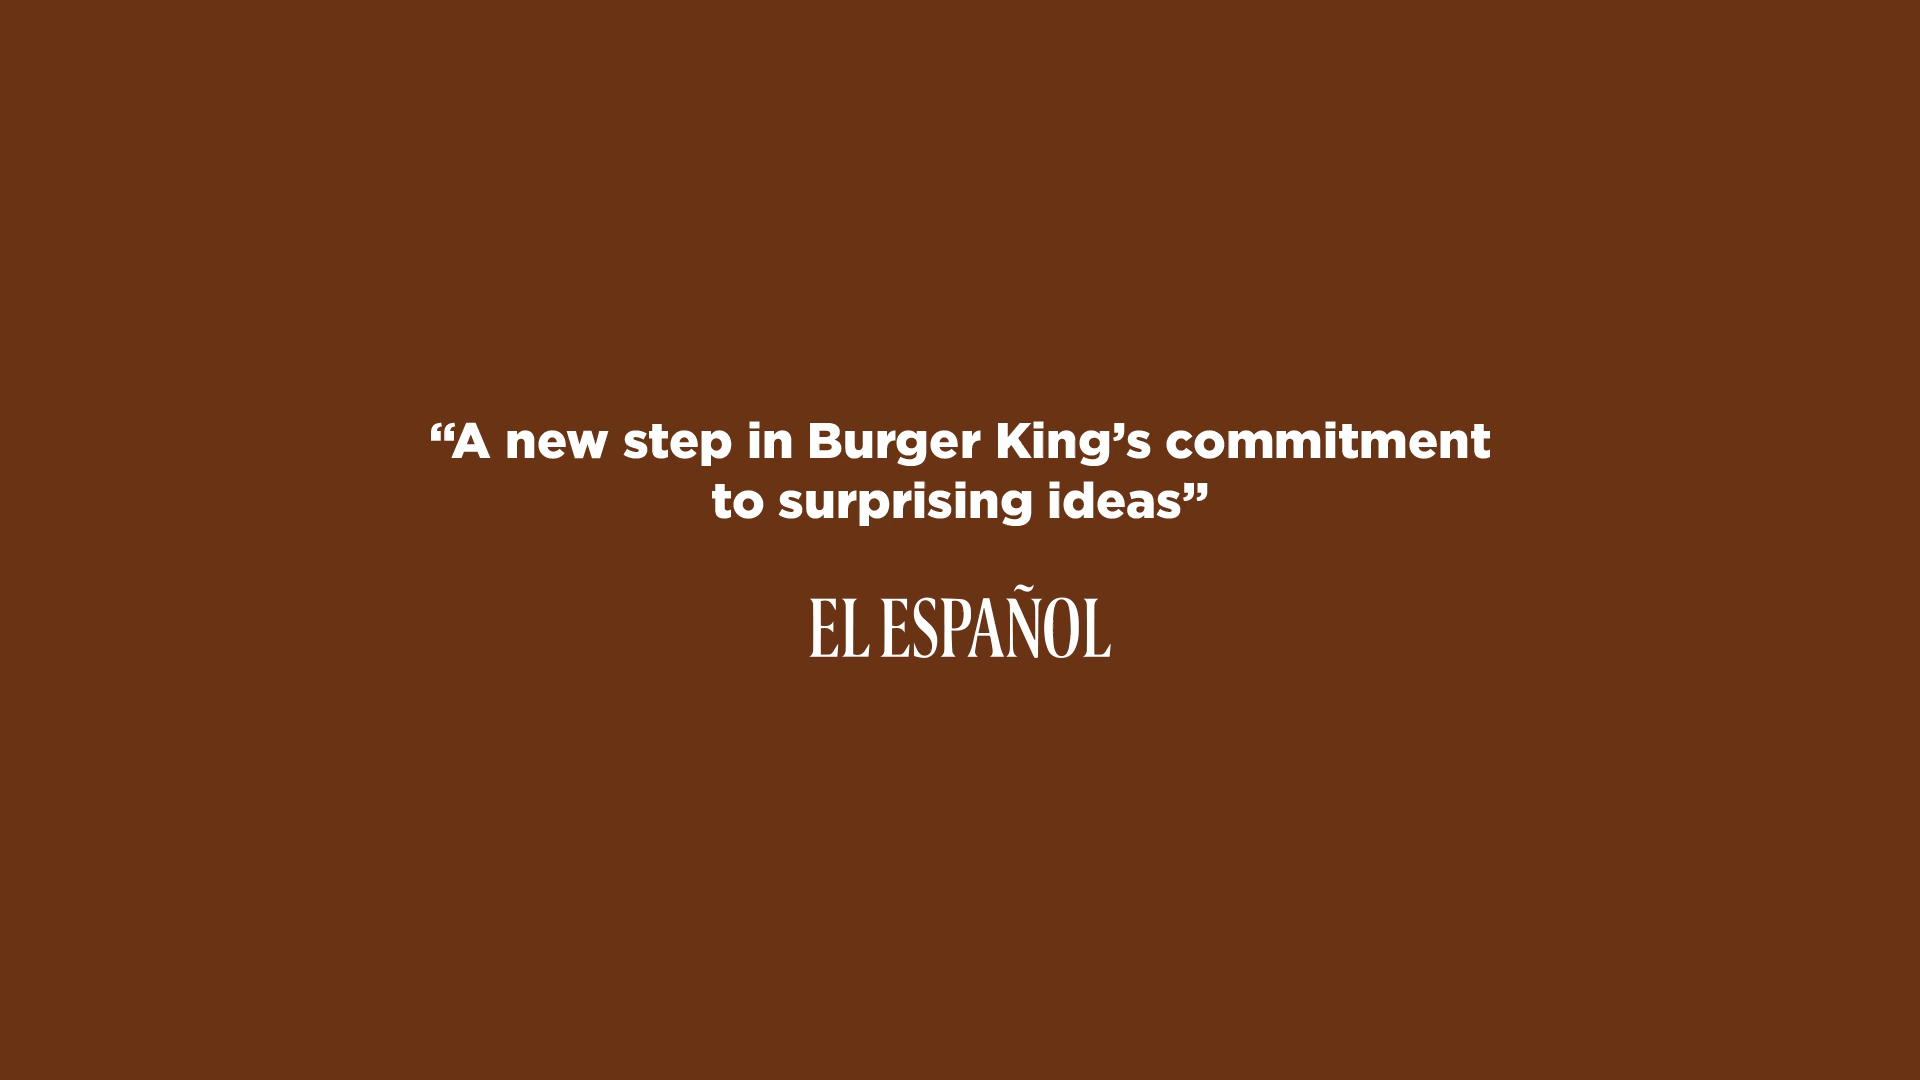 “A new step in Burger King’s commitment
to surprising ideas”
EL ESPAÑOL